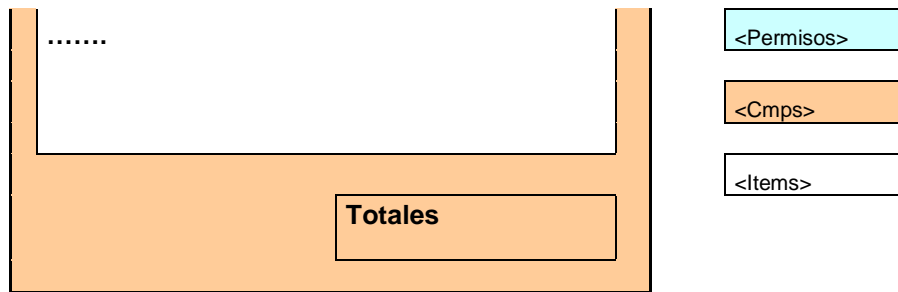 .......
<Permisos>
<Cmps>
<Items>
Totales